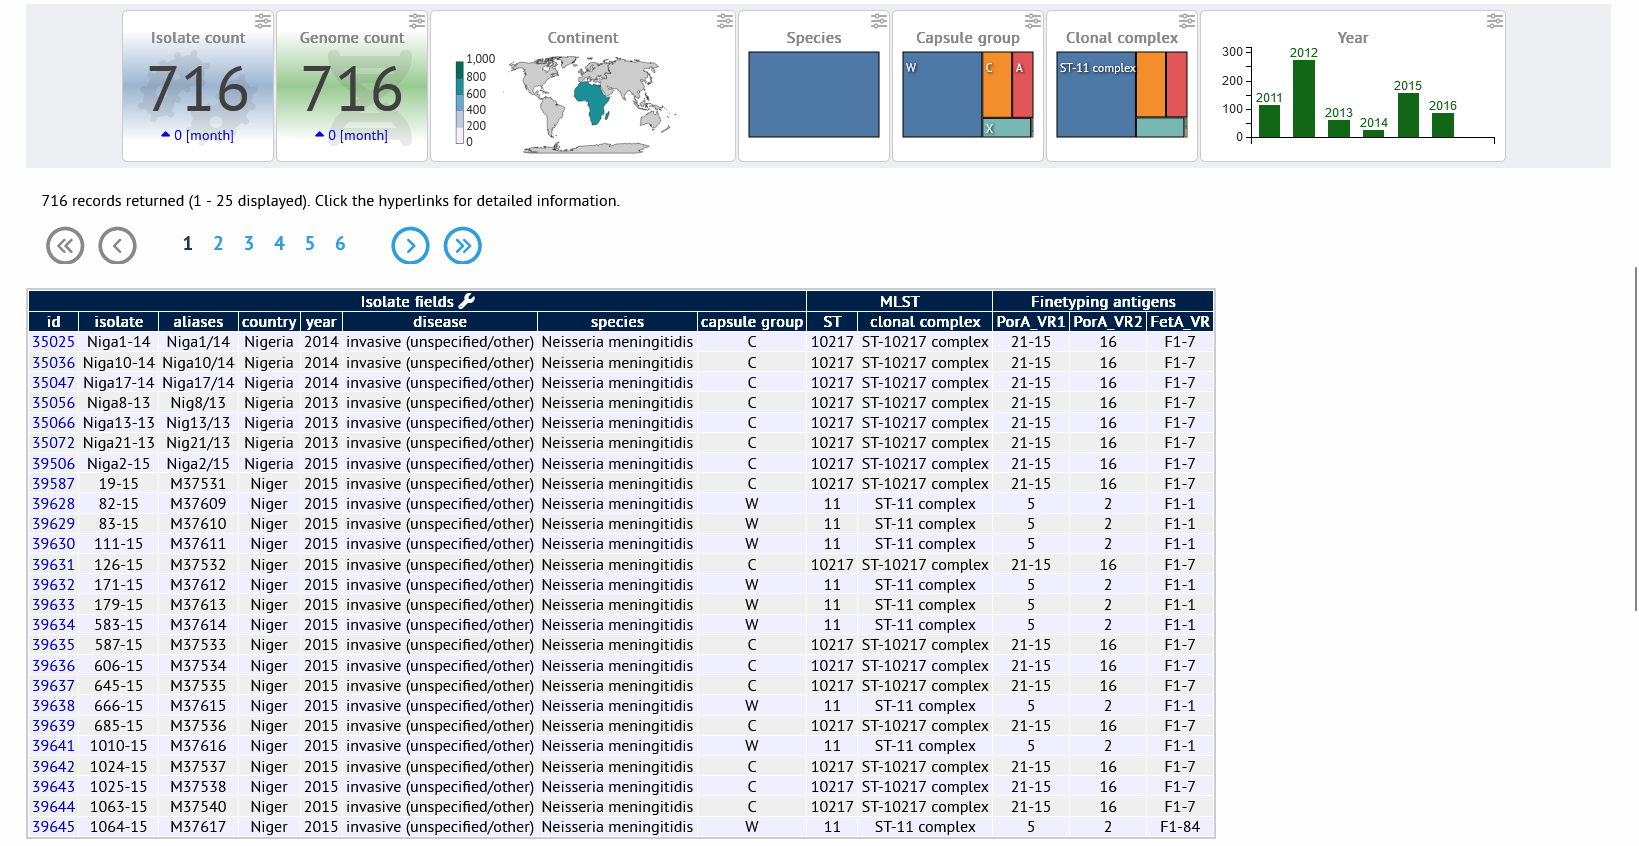 Isolate count
716
0 [month]
Genome count
716
0 [month]
Continent
1,000
800
600
400
200
0
Species
Capsule group
W
C
A
X
Clonal complex
ST-11 complex
Year
300
200
100
0
2011
2012
2013
2014
2015
2016
716 records returned (1 - 25 displayed). Click the hyperlinks for detailed information.
1 2 3 4 5 6
Isolate fields MLST Finetyping antigens
id isolate aliases country year disease species capsule group ST clonal complex PorA_VR1 PorA_VR2 FetA_VR
35025 Niga1-14 Niga1/14 Nigeria 2014 invasive (unspecified/other) Neisseria meningitidis C 10217 ST-10217 complex 21-15 16 F1-7
35036 Niga10-14 Niga10/14 Nigeria 2014 invasive (unspecified/other) Neisseria meningitidis C 10217 ST-10217 complex 21-15 16 F1-7
35047 Niga17-14 Niga17/14 Nigeria 2014 invasive (unspecified/other) Neisseria meningitidis C 10217 ST-10217 complex 21-15 16 F1-7
35056 Niga8-13 Nig8/13 Nigeria 2013 invasive (unspecified/other) Neisseria meningitidis C 10217 ST-10217 complex 21-15 16 F1-7
35066 Niga13-13 Nig13/13 Nigeria 2013 invasive (unspecified/other) Neisseria meningitidis C 10217 ST-10217 complex 21-15 16 F1-7
35072 Niga21-13 Nig21/13 Nigeria 2013 invasive (unspecified/other) Neisseria meningitidis C 10217 ST-10217 complex 21-15 16 F1-7
39506 Niga2-15 Niga2/15 Nigeria 2015 invasive (unspecified/other) Neisseria meningitidis C 10217 ST-10217 complex 21-15 16 F1-7
39587 19-15 M37531 Niger 2015 invasive (unspecified/other) Neisseria meningitidis C 10217 ST-10217 complex 21-15 16 F1-7
39628 82-15 M37609 Niger 2015 invasive (unspecified/other) Neisseria meningitidis W 11 ST-11 complex 5 2 F1-1
39629 83-15 M37610 Niger 2015 invasive (unspecified/other) Neisseria meningitidis W 11 ST-11 complex 5 2 F1-1
39630 111-15 M37611 Niger 2015 invasive (unspecified/other) Neisseria meningitidis W 11 ST-11 complex 5 2 F1-1
39631 126-15 M37532 Niger 2015 invasive (unspecified/other) Neisseria meningitidis C 10217 ST-10217 complex 21-15 16 F1-7
39632 171-15 M37612 Niger 2015 invasive (unspecified/other) Neisseria meningitidis W 11 ST-11 complex 5 2 F1-1
39633 179-15 M37613 Niger 2015 invasive (unspecified/other) Neisseria meningitidis W 11 ST-11 complex 5 2 F1-1
39634 583-15 M37614 Niger 2015 invasive (unspecified/other) Neisseria meningitidis W 11 ST-11 complex 5 2 F1-1
39635 587-15 M37533 Niger 2015 invasive (unspecified/other) Neisseria meningitidis C 10217 ST-10217 complex 21-15 16 F1-7
39636 606-15 M37534 Niger 2015 invasive (unspecified/other) Neisseria meningitidis C 10217 ST-10217 complex 21-15 16 F1-7
39637 645-15 M37535 Niger 2015 invasive (unspecified/other) Neisseria meningitidis C 10217 ST-10217 complex 21-15 16 F1-7
39638 666-15 M37615 Niger 2015 invasive (unspecified/other) Neisseria meningitidis W 11 ST-11 complex 5 2 F1-1
39639 685-15 M37536 Niger 2015 invasive (unspecified/other) Neisseria meningitidis C 10217 ST-10217 complex 21-15 16 F1-7
39641 1010-15 M37616 Niger 2015 invasive (unspecified/other) Neisseria meningitidis W 11 ST-11 complex 5 2 F1-1
39642 1024-15 M37537 Niger 2015 invasive (unspecified/other) Neisseria meningitidis C 10217 ST-10217 complex 21-15 16 F1-7
39643 1025-15 M37538 Niger 2015 invasive (unspecified/other) Neisseria meningitidis C 10217 ST-10217 complex 21-15 16 F1-7
39644 1063-15 M37540 Niger 2015 invasive (unspecified/other) Neisseria meningitidis C 10217 ST-10217 complex 21-15 16 F1-7
39645 1064-15 M37617 Niger 2015 invasive (unspecified/other) Neisseria meningitidis W 11 ST-11 complex 5 2 F1-84